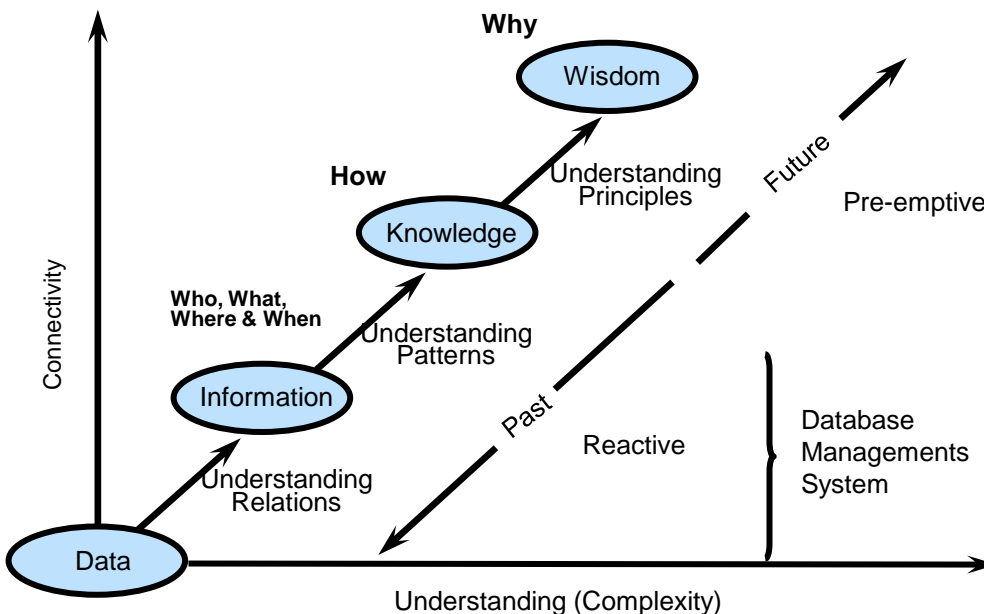 Why
Wisdom
Future
Understanding
Principles
Pre-emptive
How
Knowledge
Who, What,
Where & When
Understanding
Patterns
Connectivity
Information
Past
Reactive
Database
Managements
System
Understanding
Relations
Data
Understanding (Complexity)